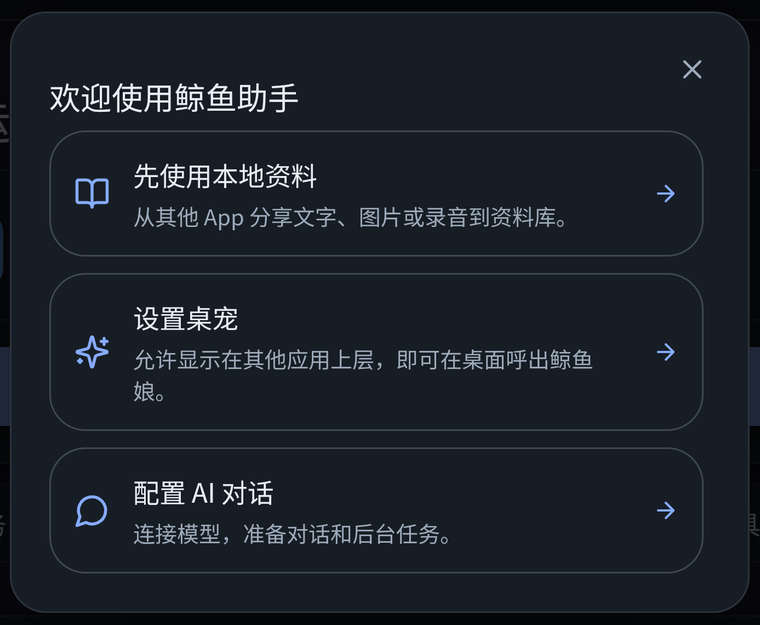 欢迎使用鲸鱼助手
先使用本地资料
从其他 App 分享文字、图片或录音到资料库。
设置桌宠
允许显示在其他应用上层，即可在桌面呼出鲸鱼
娘。
配置 AI 对话
连接模型，准备对话和后台任务。